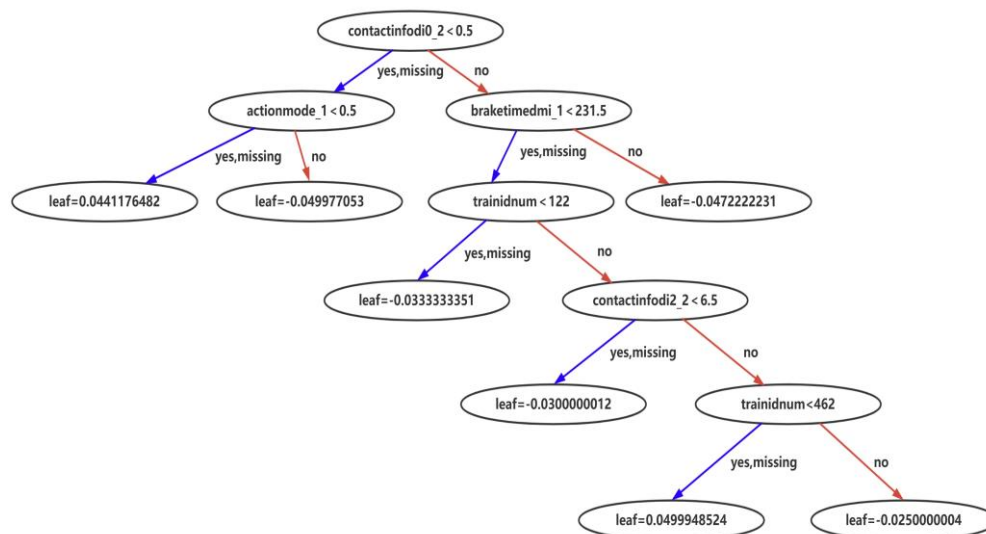 contactinfodi0_2 < 0.5
yes,missing
no
actionmode_1 < 0.5
braketimedmi_1 < 231.5
yes,missing
no
yes,missing
no
leaf=0.0441176482
leaf=-0.049977053
trainidnum < 122
leaf=-0.0472222231
yes,missing
no
leaf=-0.0333333351
contactinfodi2_2 < 6.5
yes,missing
no
leaf=-0.0300000012
trainidnum<462
yes,missing
no
leaf=0.0499948524
leaf=-0.0250000004